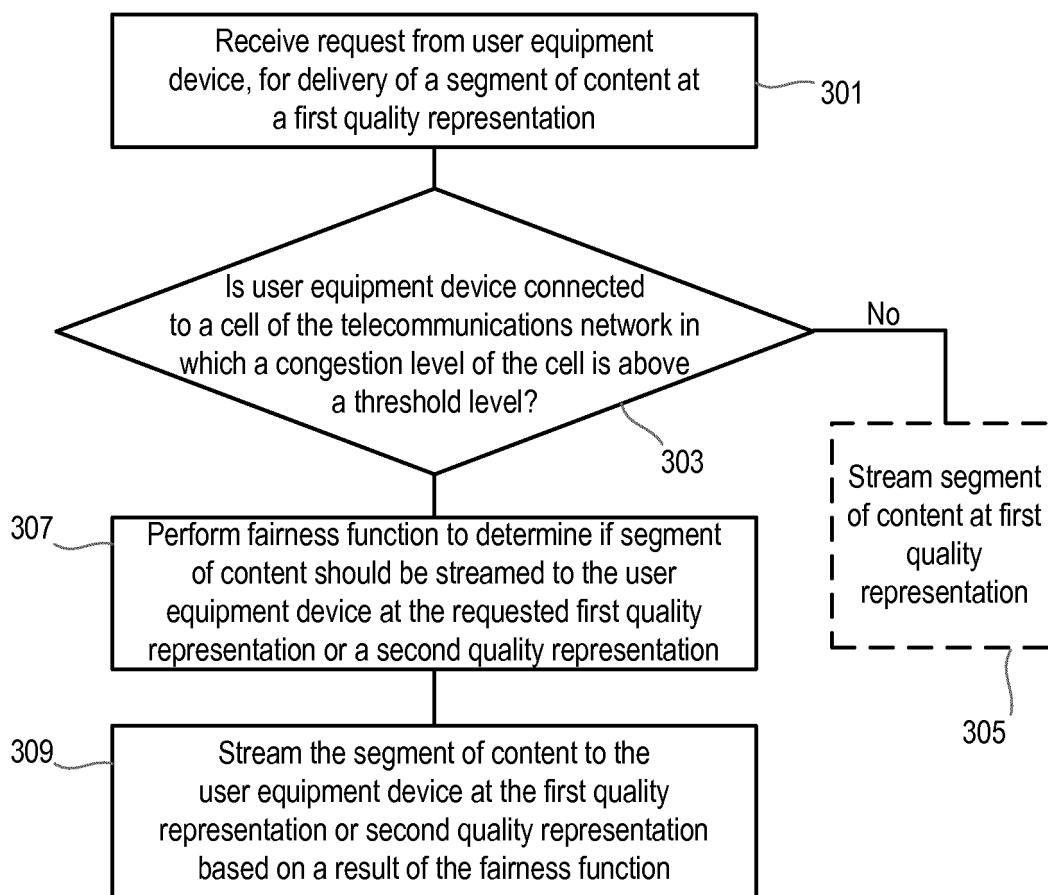 Receive request from user equipment
device, for delivery of a segment of content at
a first quality representation
301
Is user equipment device connected
to a cell of the telecommunications network in
which a congestion level of the cell is above
a threshold level?
No
303
Stream segment
of content at first
quality
representation
305
307
Perform fairness function to determine if segment
of content should be streamed to the user
equipment device at the requested first quality
representation or a second quality representation
309
Stream the segment of content to the
user equipment device at the first quality
representation or second quality representation
based on a result of the fairness function